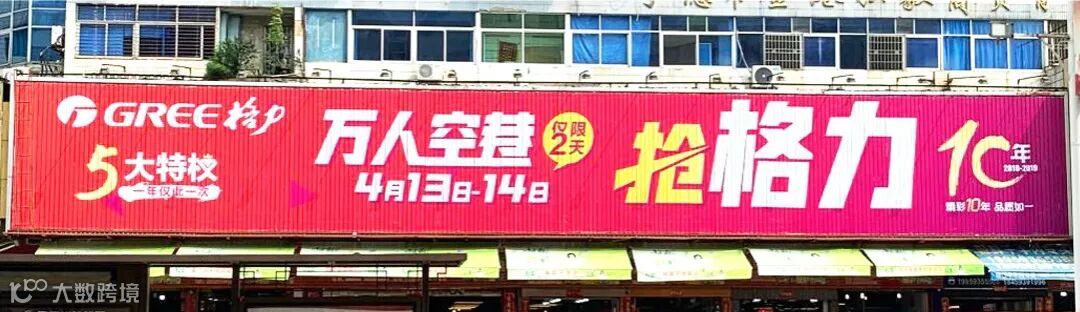 GREE 格力
5大特权
一年仅此一次
万人空巷
仅限
2天
4月13日-14日
抢格力
10年
2010-2019
精彩10年 品质如一
100 大数跨境